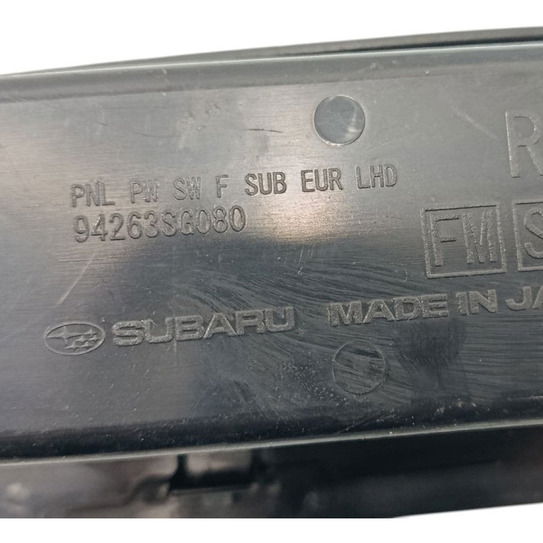 PNL PW SW F SUB EUR LHD
94263SG080
R
FM S
SUBARU MADE IN JA